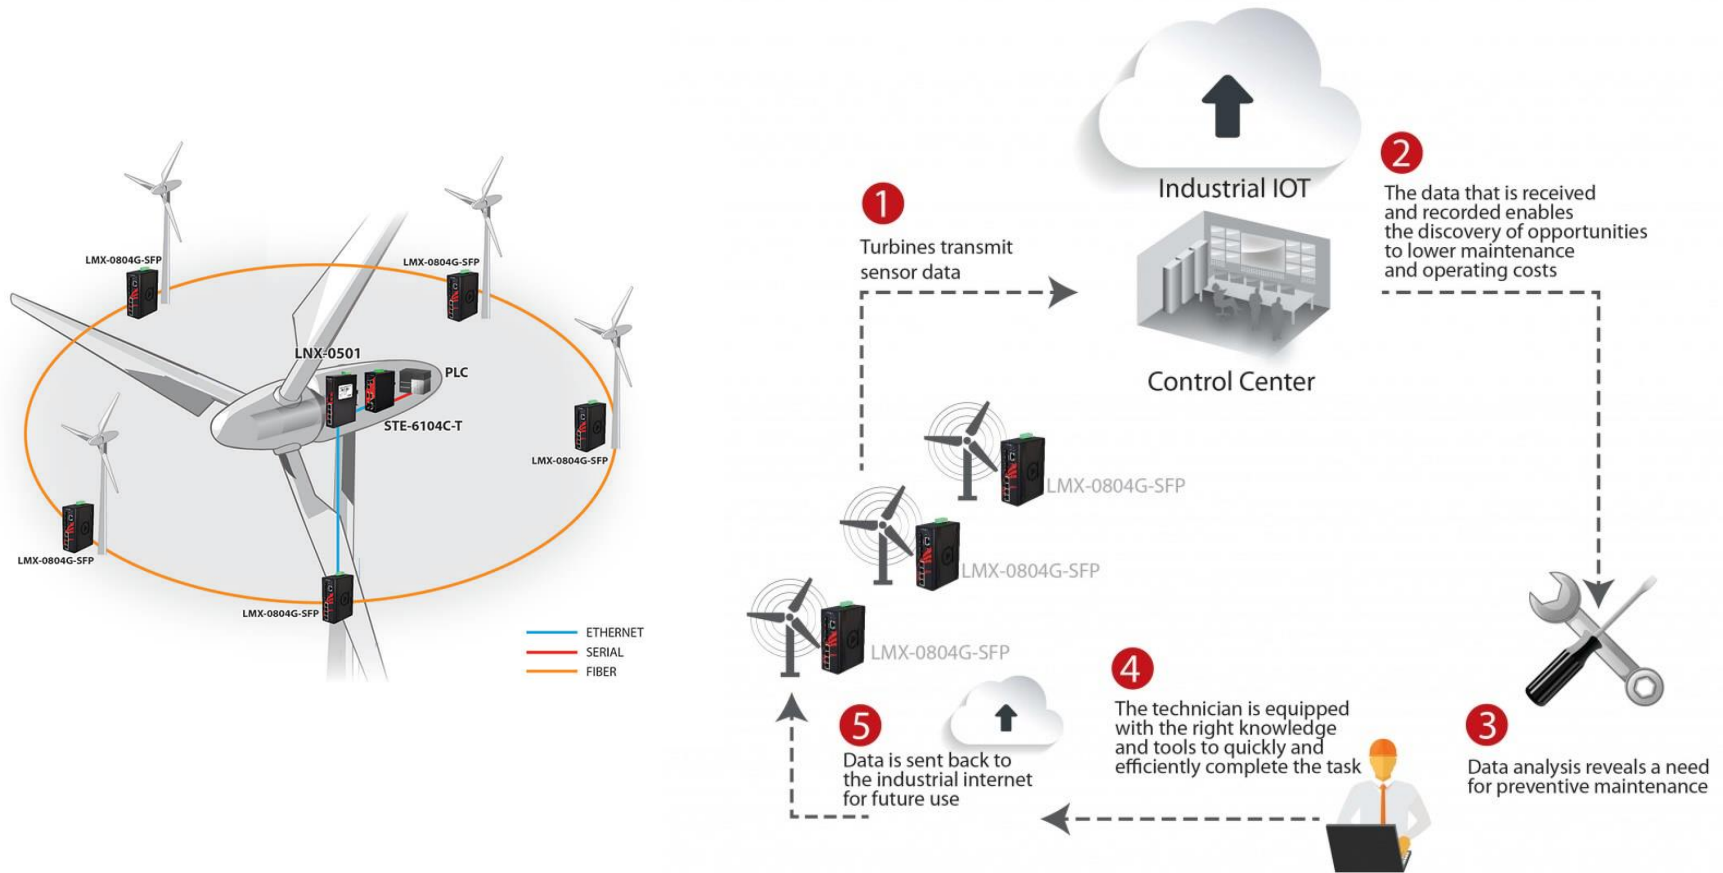 LMX-0804G-SFP
LMX-0804G-SFP
LNX-0501
PLC
STE-6104C-T
LMX-0804G-SFP
LMX-0804G-SFP
LMX-0804G-SFP
ETHERNET
SERIAL
FIBER
Industrial IOT
Control Center
1
Turbines transmit
sensor data
2
The data that is received
and recorded enables
the discovery of opportunities
to lower maintenance
and operating costs
LMX-0804G-SFP
LMX-0804G-SFP
LMX-0804G-SFP
3
Data analysis reveals a need
for preventive maintenance
4
The technician is equipped
with the right knowledge
and tools to quickly and
efficiently complete the task
5
Data is sent back to
the industrial internet
for future use